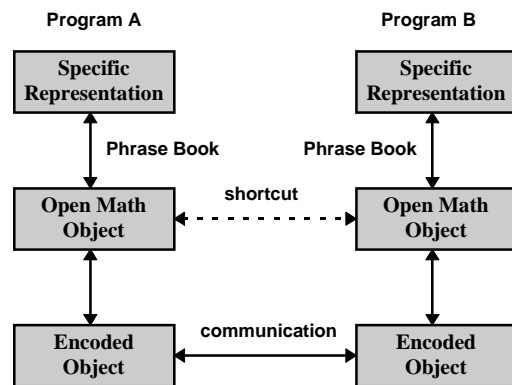 Program A
Program B
Specific
Representation
Specific
Representation
Phrase Book
Phrase Book
shortcut
Open Math
Object
Open Math
Object
communication
Encoded
Object
Encoded
Object